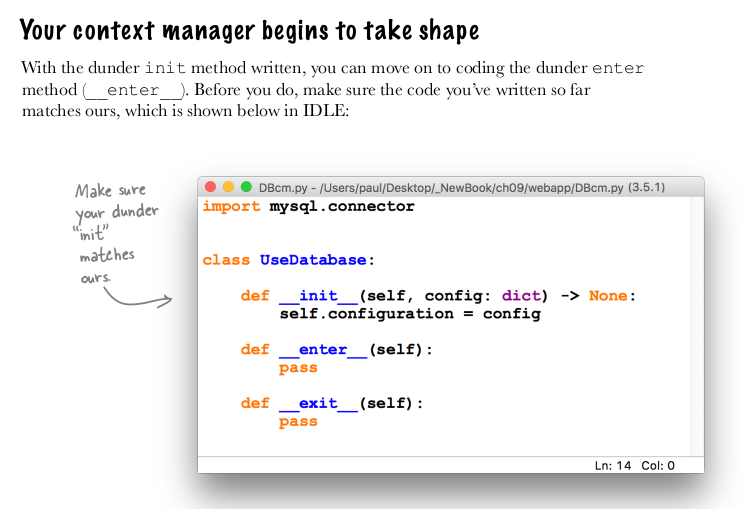 Your context manager begins to take shape
With the dunder init method written, you can move on to coding the dunder enter
method (__enter__). Before you do, make sure the code you’ve written so far
matches ours, which is shown below in IDLE:
Make sure
your dunder
“init”
matches
ours.
DBcm.py - /Users/paul/Desktop/_NewBook/ch09/webapp/DBcm.py (3.5.1)
import mysql.connector
class UseDatabase:
    def __init__(self, config: dict) -> None:
        self.configuration = config
    def __enter__(self):
        pass
    def __exit__(self):
        pass
Ln: 14 Col: 0